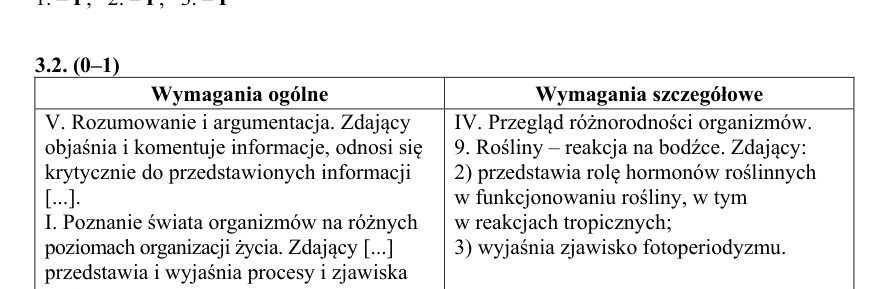 3.2. (0–1)
Wymagania ogólne
Wymagania szczegółowe
V. Rozumowanie i argumentacja. Zdający
objaśnia i komentuje informacje, odnosi się
krytycznie do przedstawionych informacji
[...].
I. Poznanie świata organizmów na różnych
poziomach organizacji życia. Zdający [...]
przedstawia i wyjaśnia procesy i zjawiska
IV. Przegląd różnorodności organizmów.
9. Rośliny – reakcja na bodźce. Zdający:
2) przedstawia rolę hormonów roślinnych
w funkcjonowaniu rośliny, w tym
w reakcjach tropicznych;
3) wyjaśnia zjawisko fotoperiodyzmu.